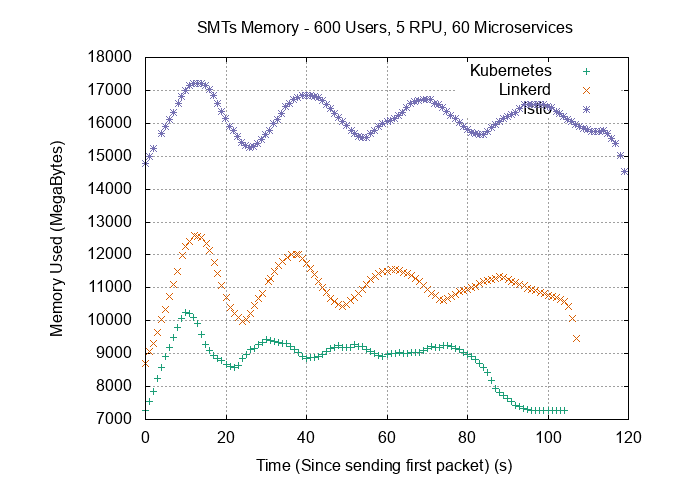 SMTs Memory - 600 Users, 5 RPU, 60 Microservices
18000
17000
16000
15000
14000
13000
12000
11000
10000
9000
8000
7000
Kubernetes
Linkerd
Istio
Memory Used (MegaBytes)
0 20 40 60 80 100 120
Time (Since sending first packet) (s)